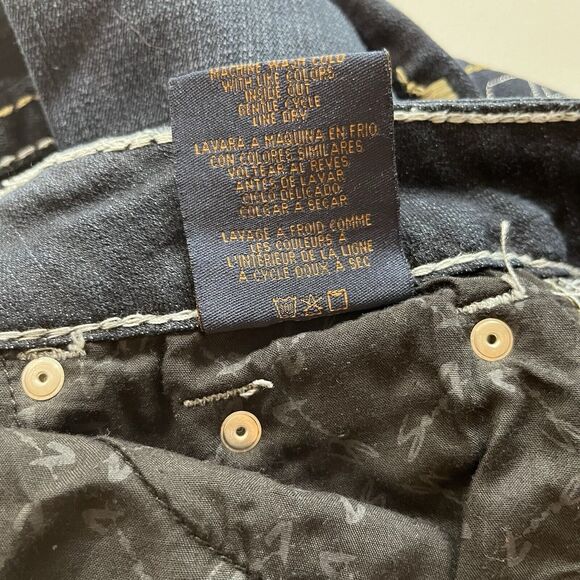 MACHINE WASH COLD
WITH LIKE COLORS
INSIDE OUT
GENTLE CYCLE
LINE DRY
LAVARA A MAQUINA EN FRIO
CON COLORES SIMILARES
VOLTEAR AL REVES
ANTES DE LAVAR
CICLO DELICADO
COLGAR A SECAR
LAVAGE A FROID COMME
LES COULEURS A
L'INTERIEUR DE LA LIGNE
A CYCLE DOUX A SEC